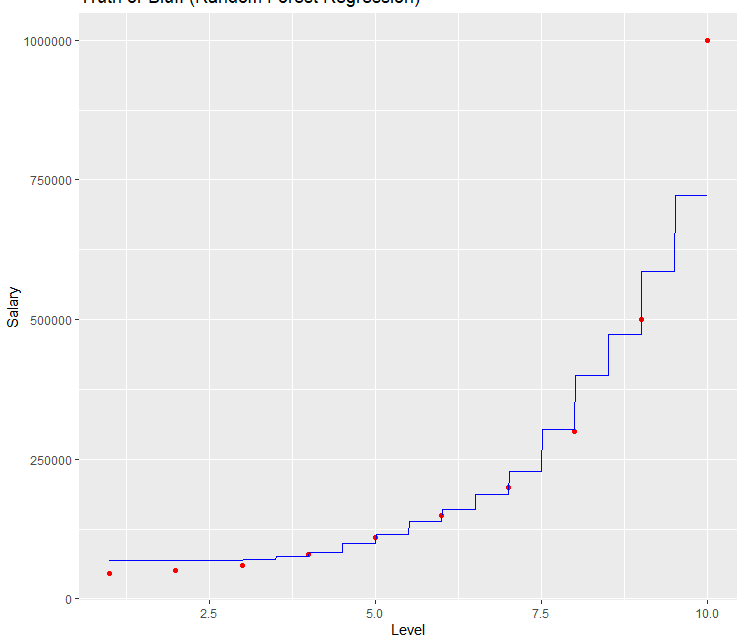 Truth or Bluff (Random Forest Regression)
1000000
750000
500000
250000
0
Salary
2.5 5.0 7.5 10.0
Level